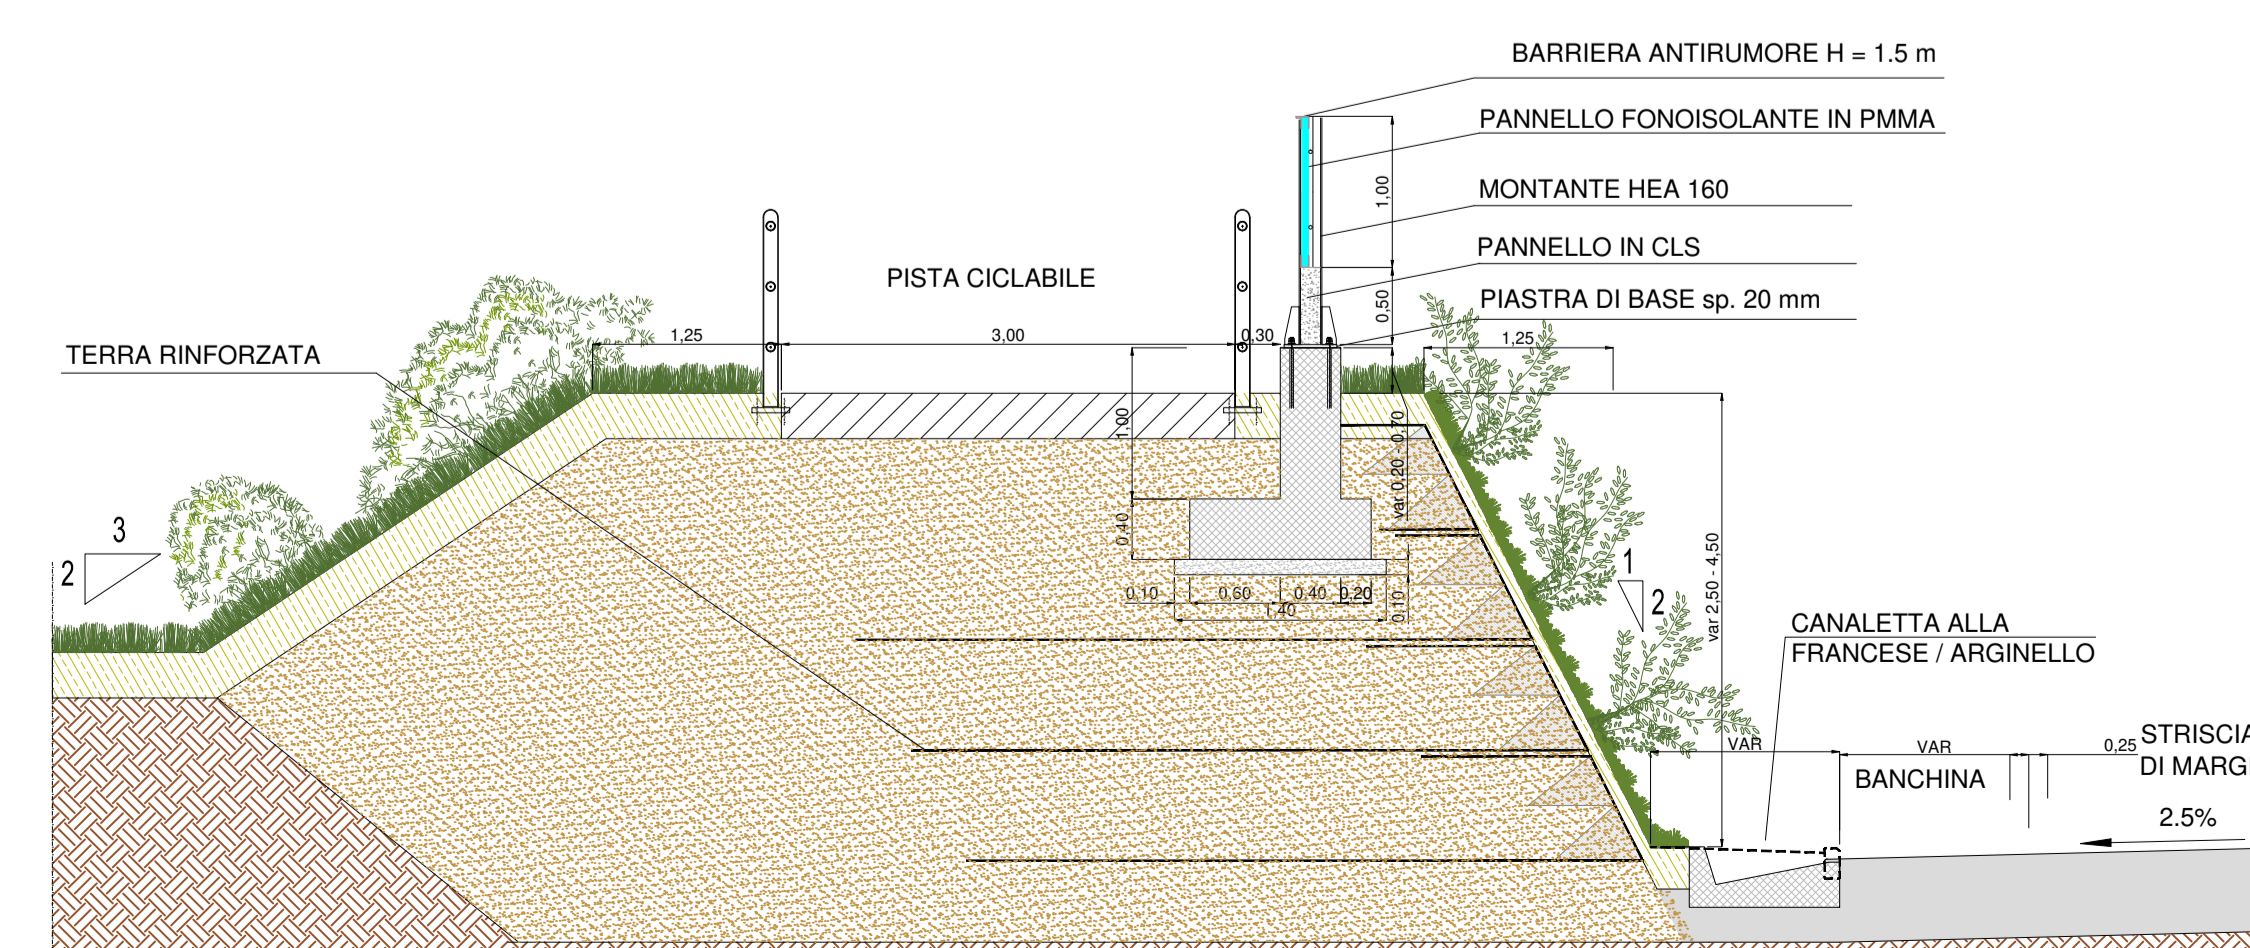 BARRIERA ANTIRUMORE H = 1.5 m
PANNELLO FONOISOLANTE IN PMMA
MONTANTE HEA 160
PANNELLO IN CLS
PIASTRA DI BASE sp. 20 mm
PISTA CICLABILE
TERRA RINFORZATA
1,25
3,00
0,30
1,00
0,50
1,25
1,00
0,40
var 0,20 - 0,70
0,10
0,60
0,40
0,20
1,40
0,10
3
2
1
2
var 2,50 - 4,50
CANALETTA ALLA
FRANCESE / ARGINELLO
VAR
VAR
0,25
BANCHINA
STRISCIA
DI MARG
2.5%